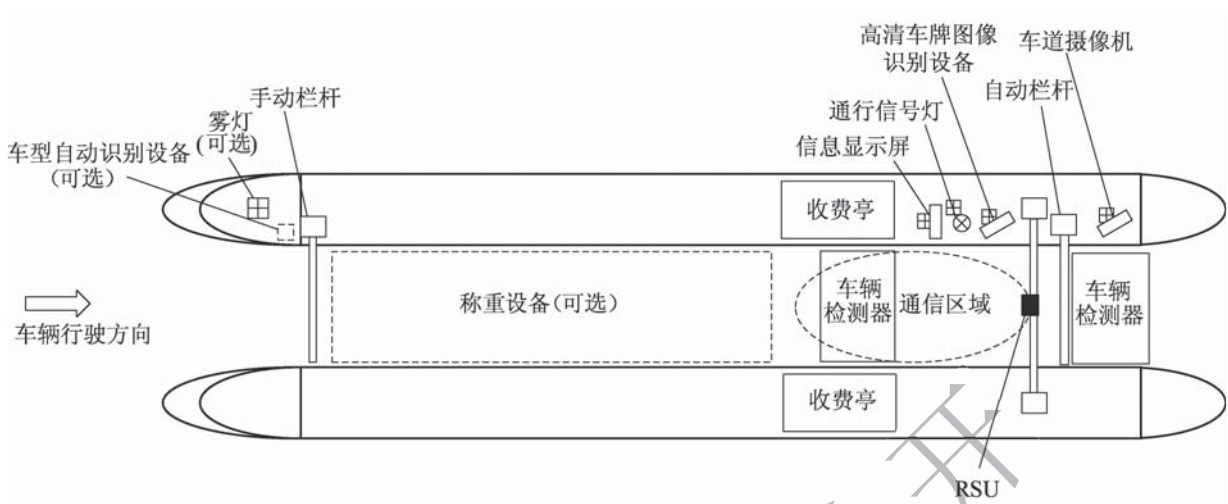 高清车牌图像
识别设备
车道摄像机
手动栏杆
自动栏杆
雾灯
(可选)
通行信号灯
车型自动识别设备
(可选)
信息显示屏
收费亭
称重设备(可选)
车辆
检测器
通信区域
车辆
检测器
车辆行驶方向
收费亭
开
RSU